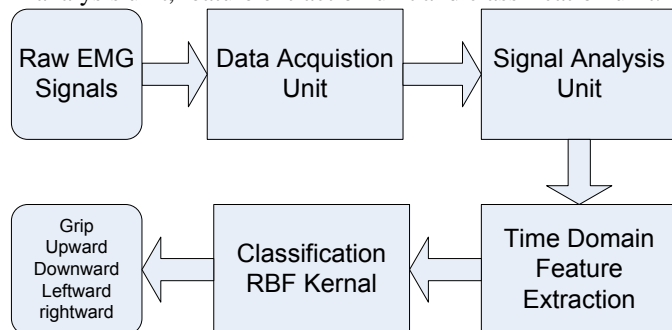 Raw EMG
Signals
Data Acquistion
Unit
Signal Analysis
Unit
Time Domain
Feature
Extraction
Classification
RBF Kernal
Grip
Upward
Downward
Leftward
rightward